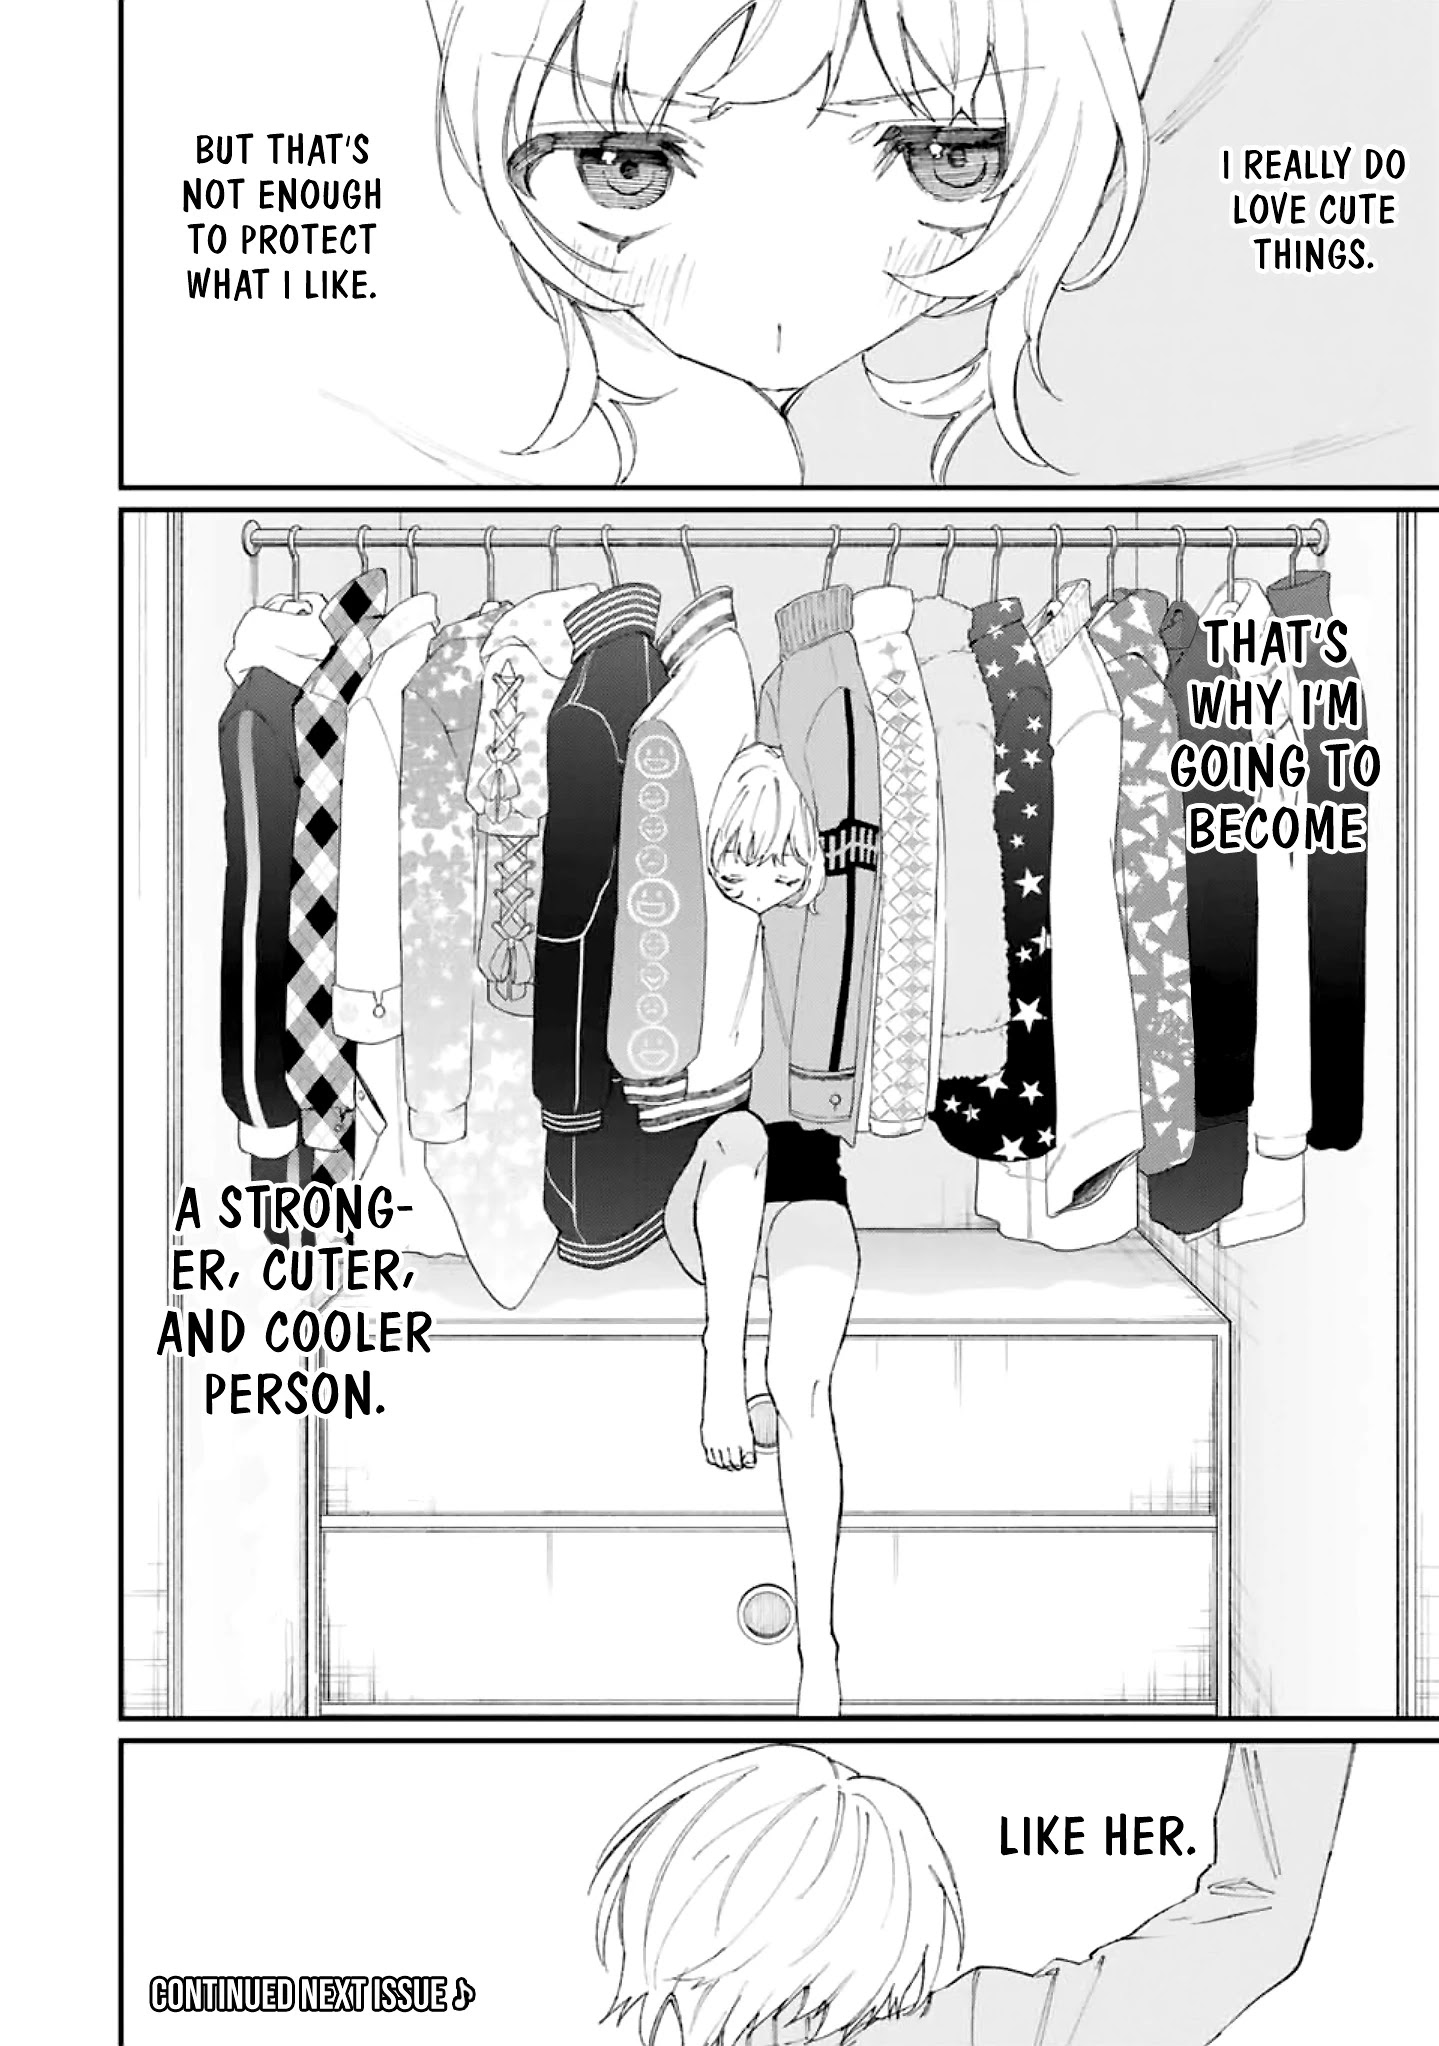 I REALLY DO
LOVE CUTE
THINGS.
BUT THAT'S
NOT ENOUGH
TO PROTECT
WHAT I LIKE.
THAT'S
WHY I'M
GOING TO
BECOME
A STRONG-
ER, CUTER,
AND COOLER
PERSON.
LIKE HER.
CONTINUED NEXT ISSUE ♪